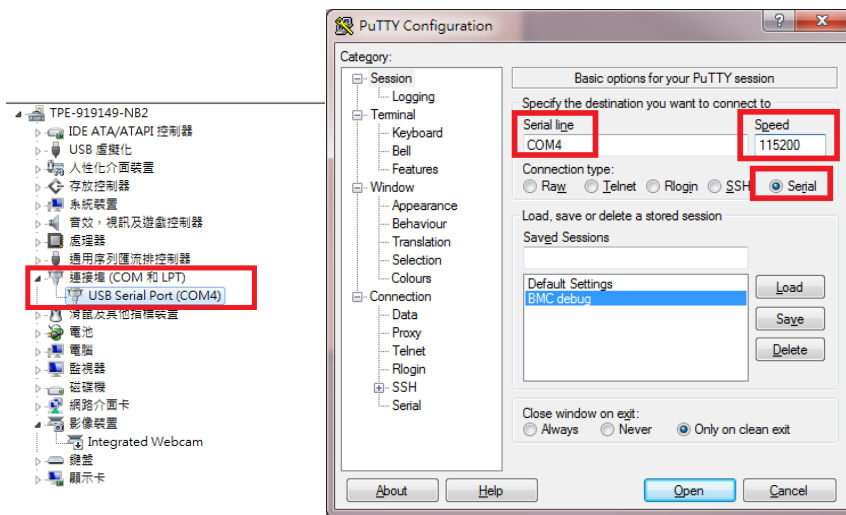 TPE-919149-NB2
IDE ATA/ATAPI 控制器
USB 虛擬化
人性化介面裝置
存放控制器
系統裝置
音效，視訊及遊戲控制器
處理器
通用序列匯流排控制器
連接埠 (COM 和 LPT)
USB Serial Port (COM4)
滑鼠及其他指標裝置
電池
電腦
監視器
磁碟機
網路介面卡
影像裝置
Integrated Webcam
鍵盤
顯示卡
PuTTY Configuration
Category:
Session
Logging
Terminal
Keyboard
Bell
Features
Window
Appearance
Behaviour
Translation
Selection
Colours
Connection
Data
Proxy
Telnet
Rlogin
SSH
Serial
Basic options for your PuTTY session
Specify the destination you want to connect to
Serial line Speed
COM4 115200
Connection type:
Raw Telnet Rlogin SSH Serial
Load, save or delete a stored session
Saved Sessions
Default Settings
BMC debug
Load
Save
Delete
Close window on exit:
Always Never Only on clean exit
About Help Open Cancel